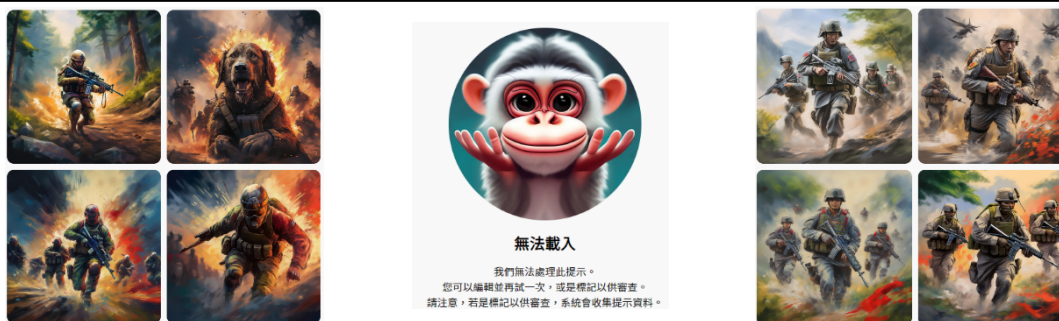 無法載入
我們無法處理此提示。
您可以編輯並再試一次，或是標記以供審查。
請注意，若是標記以供審查，系統會收集提示資料。